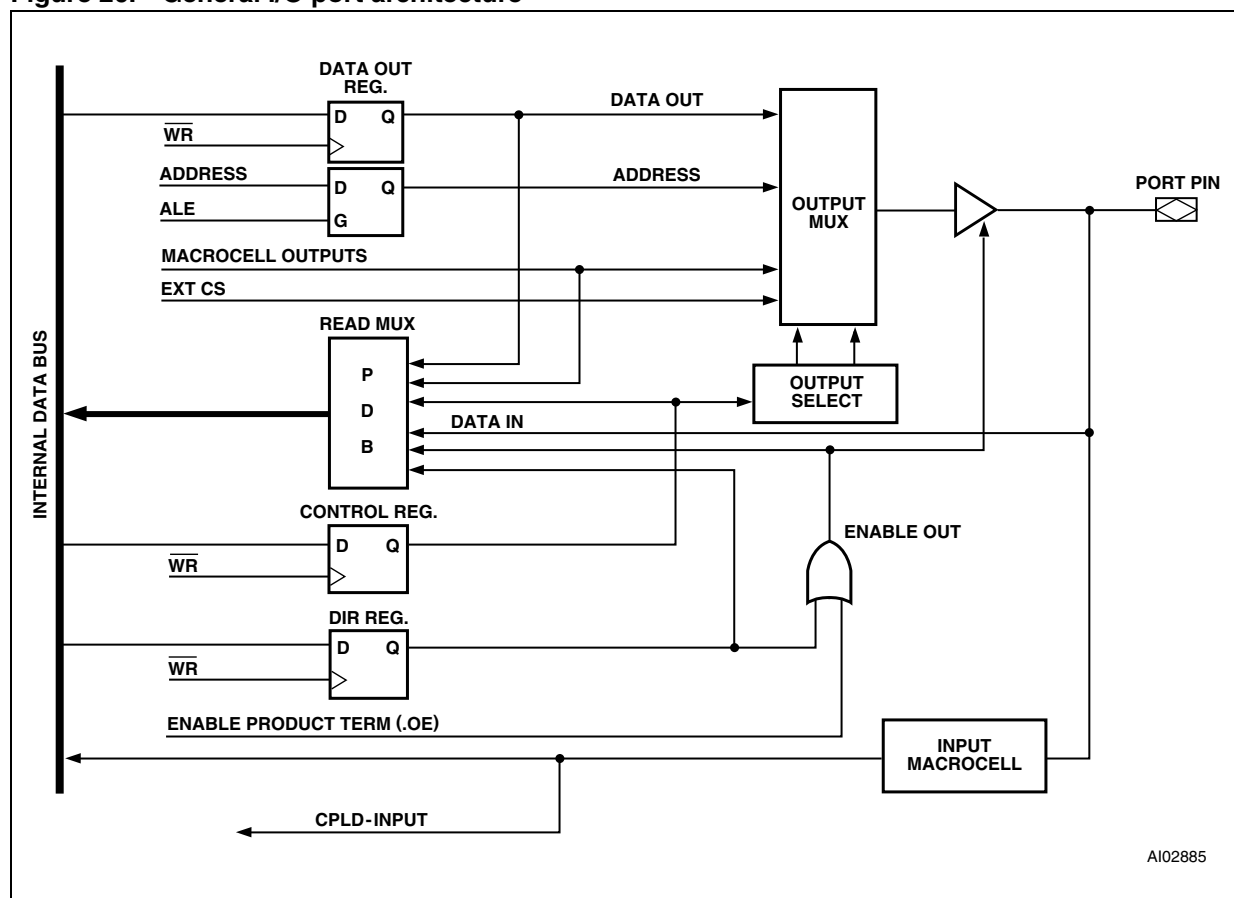 DATA OUT
REG.
D Q
WR
DATA OUT
ADDRESS
D Q
ALE
G
ADDRESS
MACROCELL OUTPUTS
EXT CS
OUTPUT
MUX
PORT PIN
READ MUX
P
D
B
OUTPUT
SELECT
DATA IN
INTERNAL DATA BUS
CONTROL REG.
D Q
WR
ENABLE OUT
DIR REG.
D Q
WR
ENABLE PRODUCT TERM (.OE)
INPUT
MACROCELL
CPLD-INPUT
AI02885